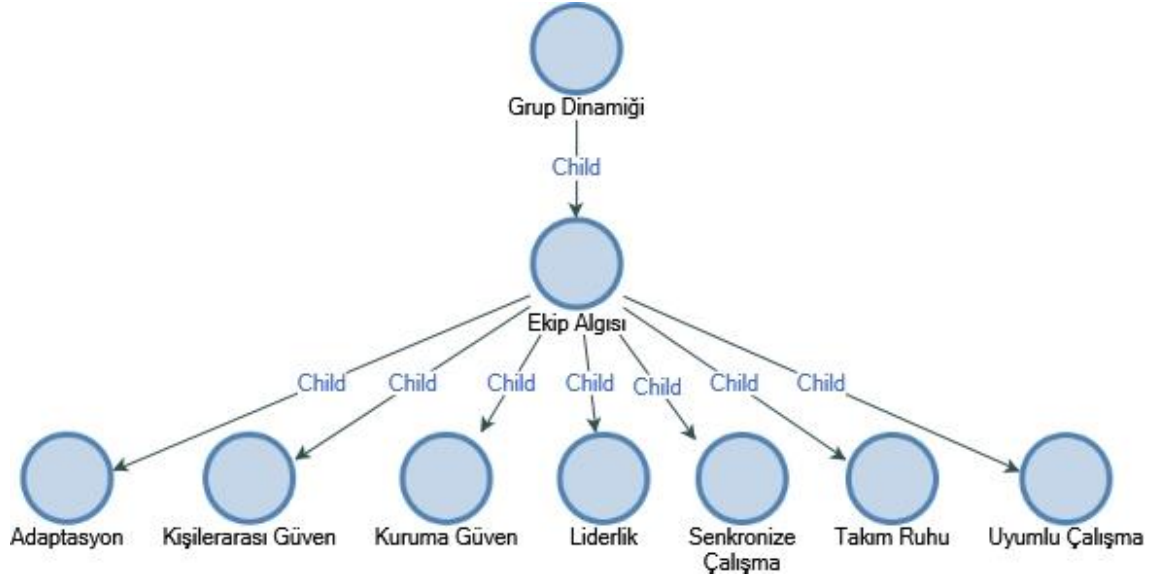 Grup Dinamiği
Child
Ekip Algısı
Child
Child
Child
Child
Child
Child
Child
Adaptasyon
Kişilerarası Güven
Kuruma Güven
Liderlik
Senkronize
Çalışma
Takım Ruhu
Uyumlu Çalışma